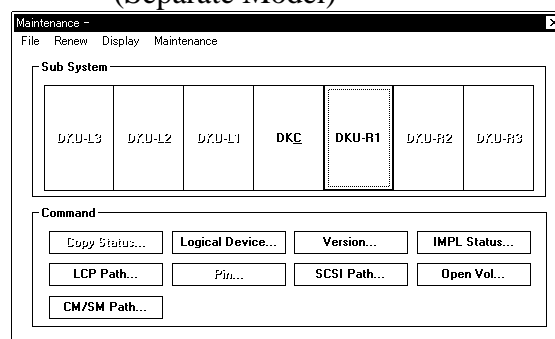 (Separate Model)
Maintenance -
File Renew Display Maintenance
Sub System
DKU-L3 DKU-L2 DKU-L1 DKC DKU-R1 DKU-R2 DKU-R3
Command
Copy Status... Logical Device... Version... IMPL Status...
LCP Path... Pin... SCSI Path... Open Vol...
CM/SM Path...